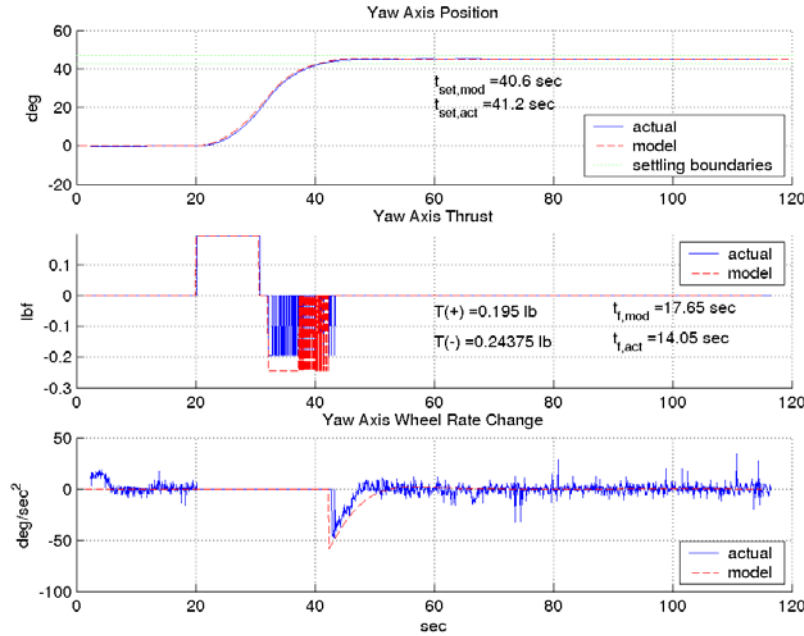 Yaw Axis Position
60
40
20
0
-20
deg
t_set,mod =40.6 sec
t_set,act =41.2 sec
actual
model
settling boundaries
0 20 40 60 80 100 120
Yaw Axis Thrust
0.1
0
-0.1
-0.2
-0.3
lbf
actual
model
T(+) =0.195 lb
t_f,mod =17.65 sec
T(-) =0.24375 lb
t_f,act =14.05 sec
0 20 40 60 80 100 120
Yaw Axis Wheel Rate Change
50
0
-50
-100
deg/sec²
actual
model
0 20 40 60 80 100 120
sec